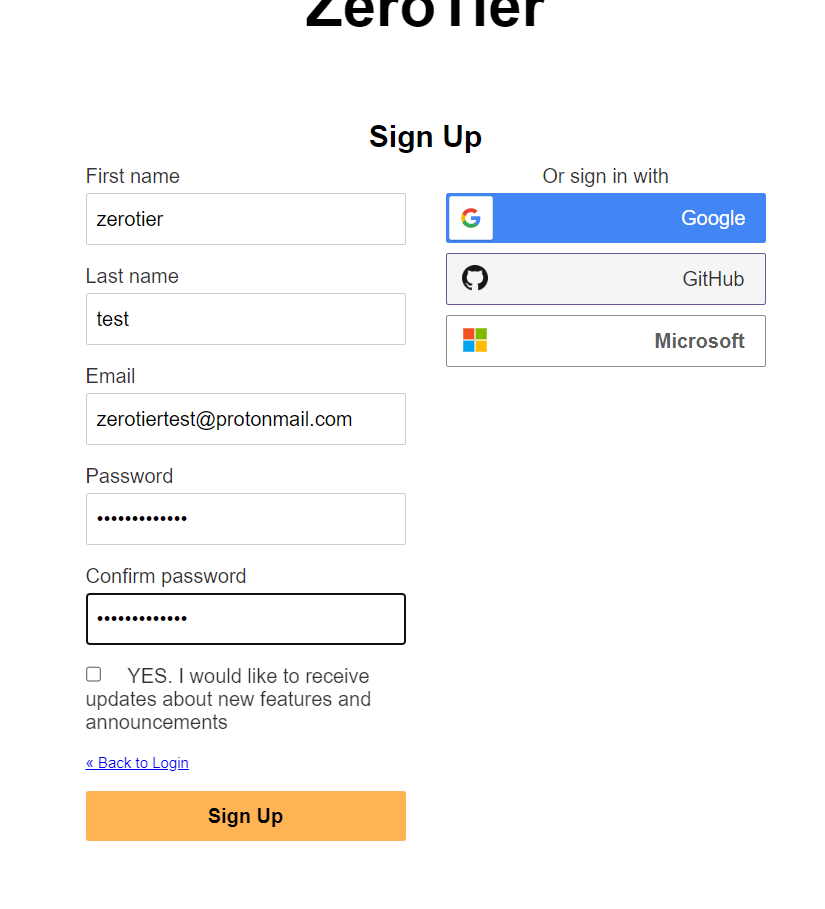 ZeroTier
Sign Up
First name
zerotier
Last name
test
Email
zerotiertest@protonmail.com
Password
•••••••••••••
Confirm password
•••••••••••••
YES. I would like to receive
updates about new features and
announcements
« Back to Login
Sign Up
Or sign in with
Google
GitHub
Microsoft